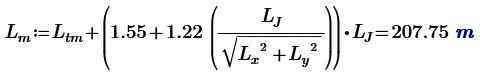 L_m := L_tm + (1.55 + 1.22 (L_J / √(L_x² + L_y²))) • L_J = 207.75 m